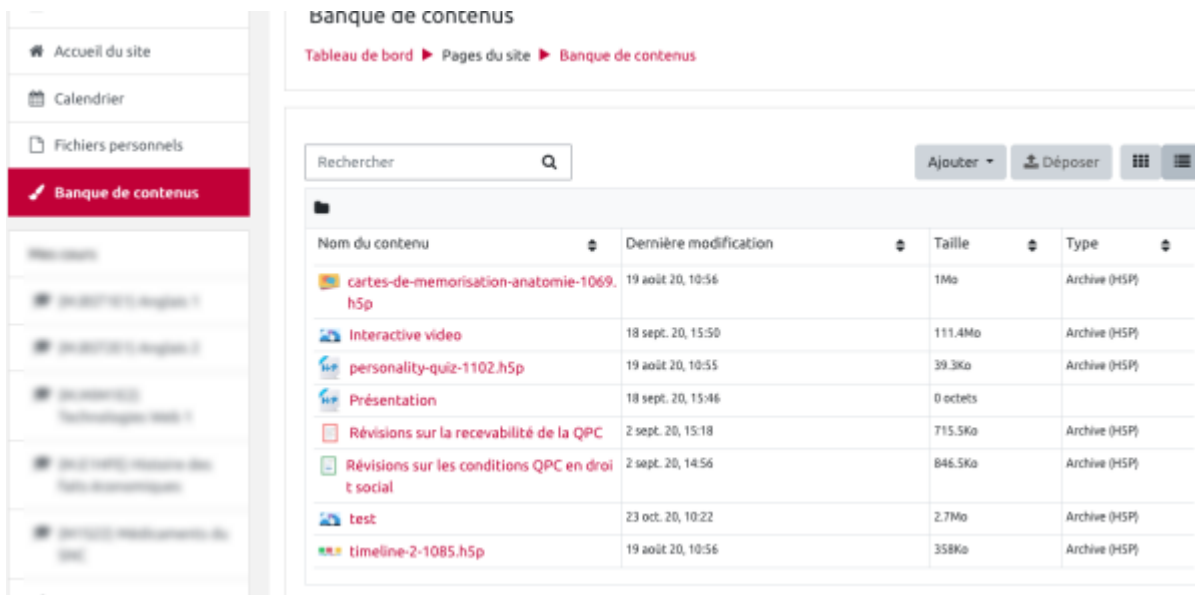 Banque de contenus
Tableau de bord ▶ Pages du site ▶ Banque de contenus
Accueil du site
Calendrier
Fichiers personnels
Banque de contenus
Rechercher
Ajouter
Déposer
Nom du contenu Dernière modification Taille Type
cartes-de-memorisation-anatomie-1069. 19 août 20, 10:56 1Mo Archive (H5P)
h5p
Interactive video 18 sept. 20, 15:50 111.4Mo Archive (H5P)
personality-quiz-1102.h5p 19 août 20, 10:55 39.3Ko Archive (H5P)
Présentation 18 sept. 20, 15:46 0 octets
Révisions sur la recevabilité de la QPC 2 sept. 20, 15:18 715.5Ko Archive (H5P)
Révisions sur les conditions QPC en droi 2 sept. 20, 14:56 846.5Ko Archive (H5P)
t social
test 23 oct. 20, 10:22 2.7Mo Archive (H5P)
timeline-2-1085.h5p 19 août 20, 10:56 358Ko Archive (H5P)